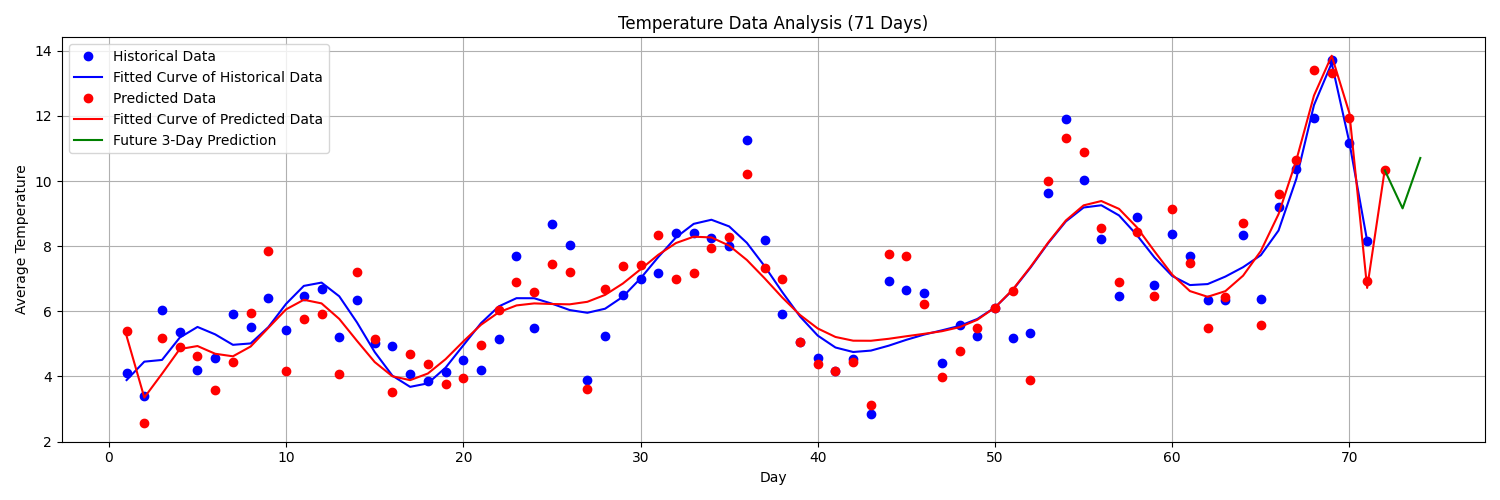 Temperature Data Analysis (71 Days)
Historical Data
Fitted Curve of Historical Data
Predicted Data
Fitted Curve of Predicted Data
Future 3-Day Prediction
Average Temperature
14
12
10
8
6
4
2
0
10
20
30
40
50
60
70
Day